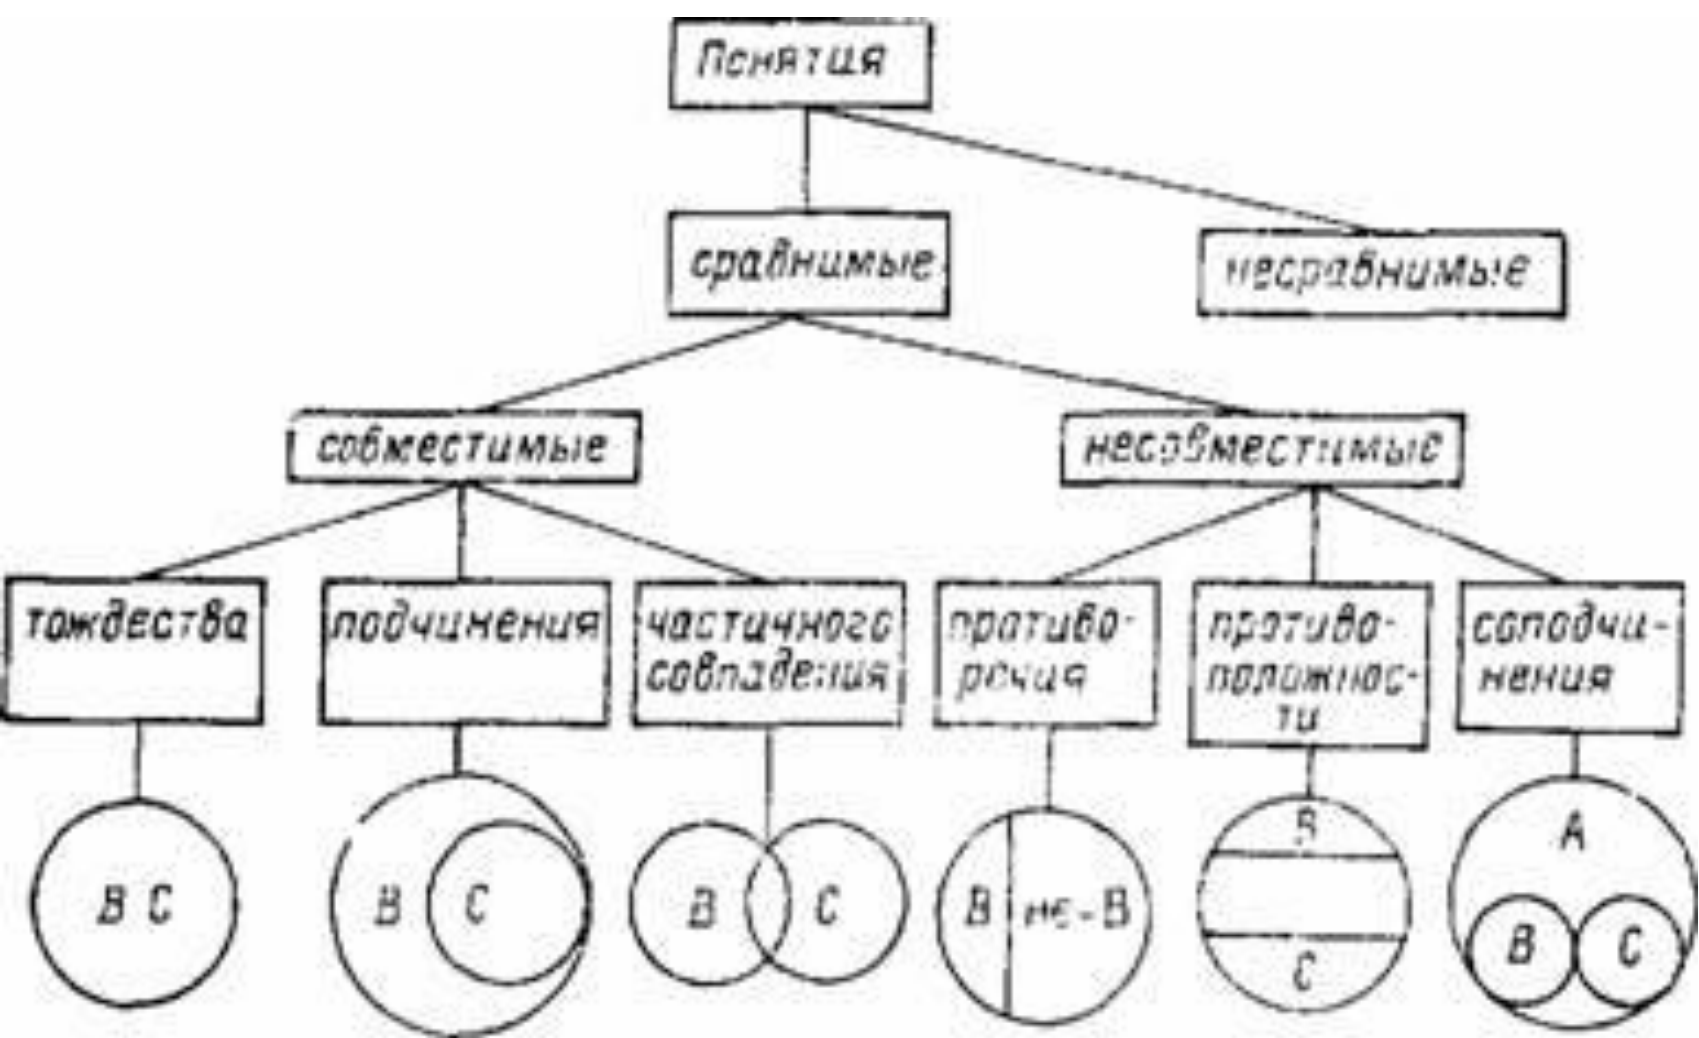 Понятия
сравнимые
несравнимые
совместимые
несовместимые
тождества
подчинения
частичного
совпадения
противо-
речия
противо-
положнос-
ти
соподчи-
нения
В С
В С
В С
В не-В
В
С
А
В С